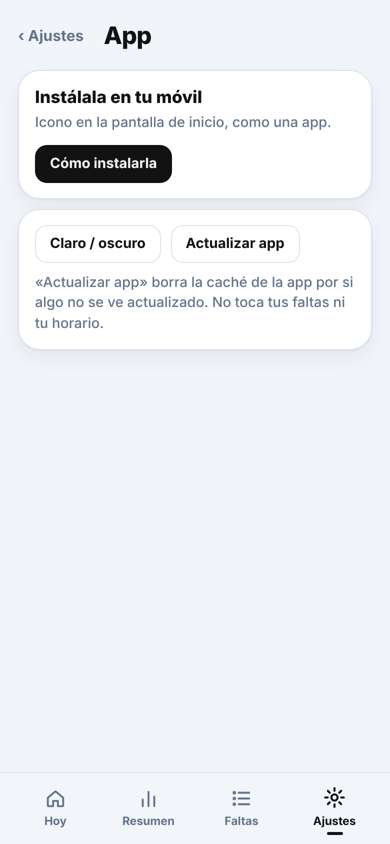 ‹ Ajustes App
Instálala en tu móvil
Icono en la pantalla de inicio, como una app.
Cómo instalarla
Claro / oscuro Actualizar app
«Actualizar app» borra la caché de la app por si
algo no se ve actualizado. No toca tus faltas ni
tu horario.
Hoy Resumen Faltas Ajustes